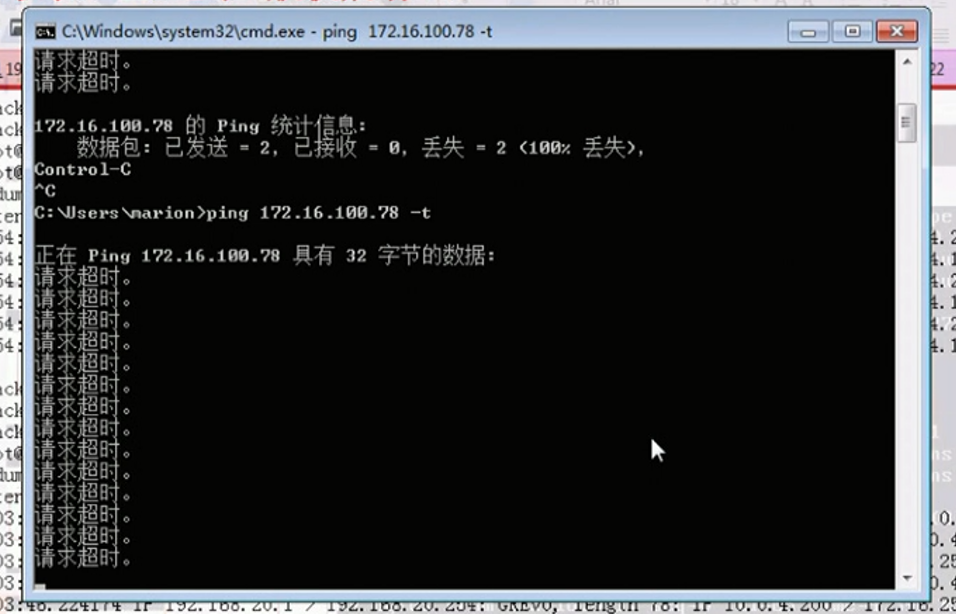 C:\Windows\system32\cmd.exe - ping 172.16.100.78 -t
请求超时。
请求超时。
172.16.100.78 的 Ping 统计信息:
数据包: 已发送 = 2, 已接收 = 0, 丢失 = 2 (100% 丢失),
Control-C
^C
C:\Users\marion>ping 172.16.100.78 -t
正在 Ping 172.16.100.78 具有 32 字节的数据:
请求超时。
请求超时。
请求超时。
请求超时。
请求超时。
请求超时。
请求超时。
请求超时。
请求超时。
请求超时。
请求超时。
请求超时。
请求超时。
请求超时。